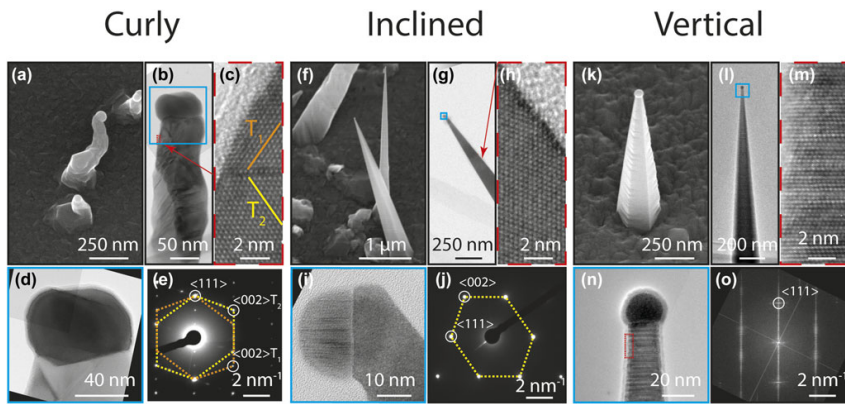 Curly Inclined Vertical
(a) (b) (c) (f) (g) (h) (k) (l) (m)
T1
T2
250 nm 50 nm 2 nm 1 μm 250 nm 2 nm 250 nm 200 nm 2 nm
(d) (e) (i) (j) (n) (o)
<111> <002> <111>
<002>T2
<111>
<002>T1
40 nm 2 nm⁻¹ 10 nm 2 nm⁻¹ 20 nm 2 nm⁻¹